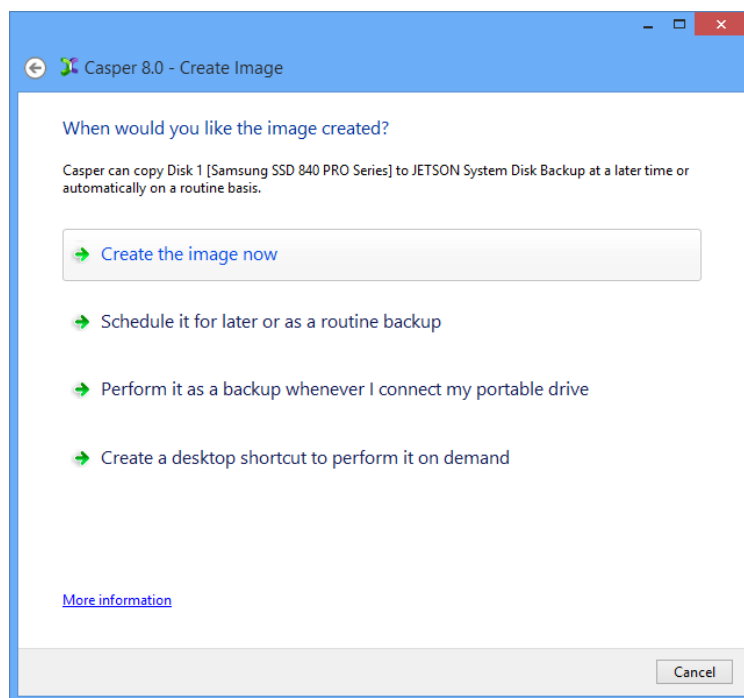 Casper 8.0 - Create Image
When would you like the image created?
Casper can copy Disk 1 [Samsung SSD 840 PRO Series] to JETSON System Disk Backup at a later time or
automatically on a routine basis.
Create the image now
Schedule it for later or as a routine backup
Perform it as a backup whenever I connect my portable drive
Create a desktop shortcut to perform it on demand
More information
Cancel